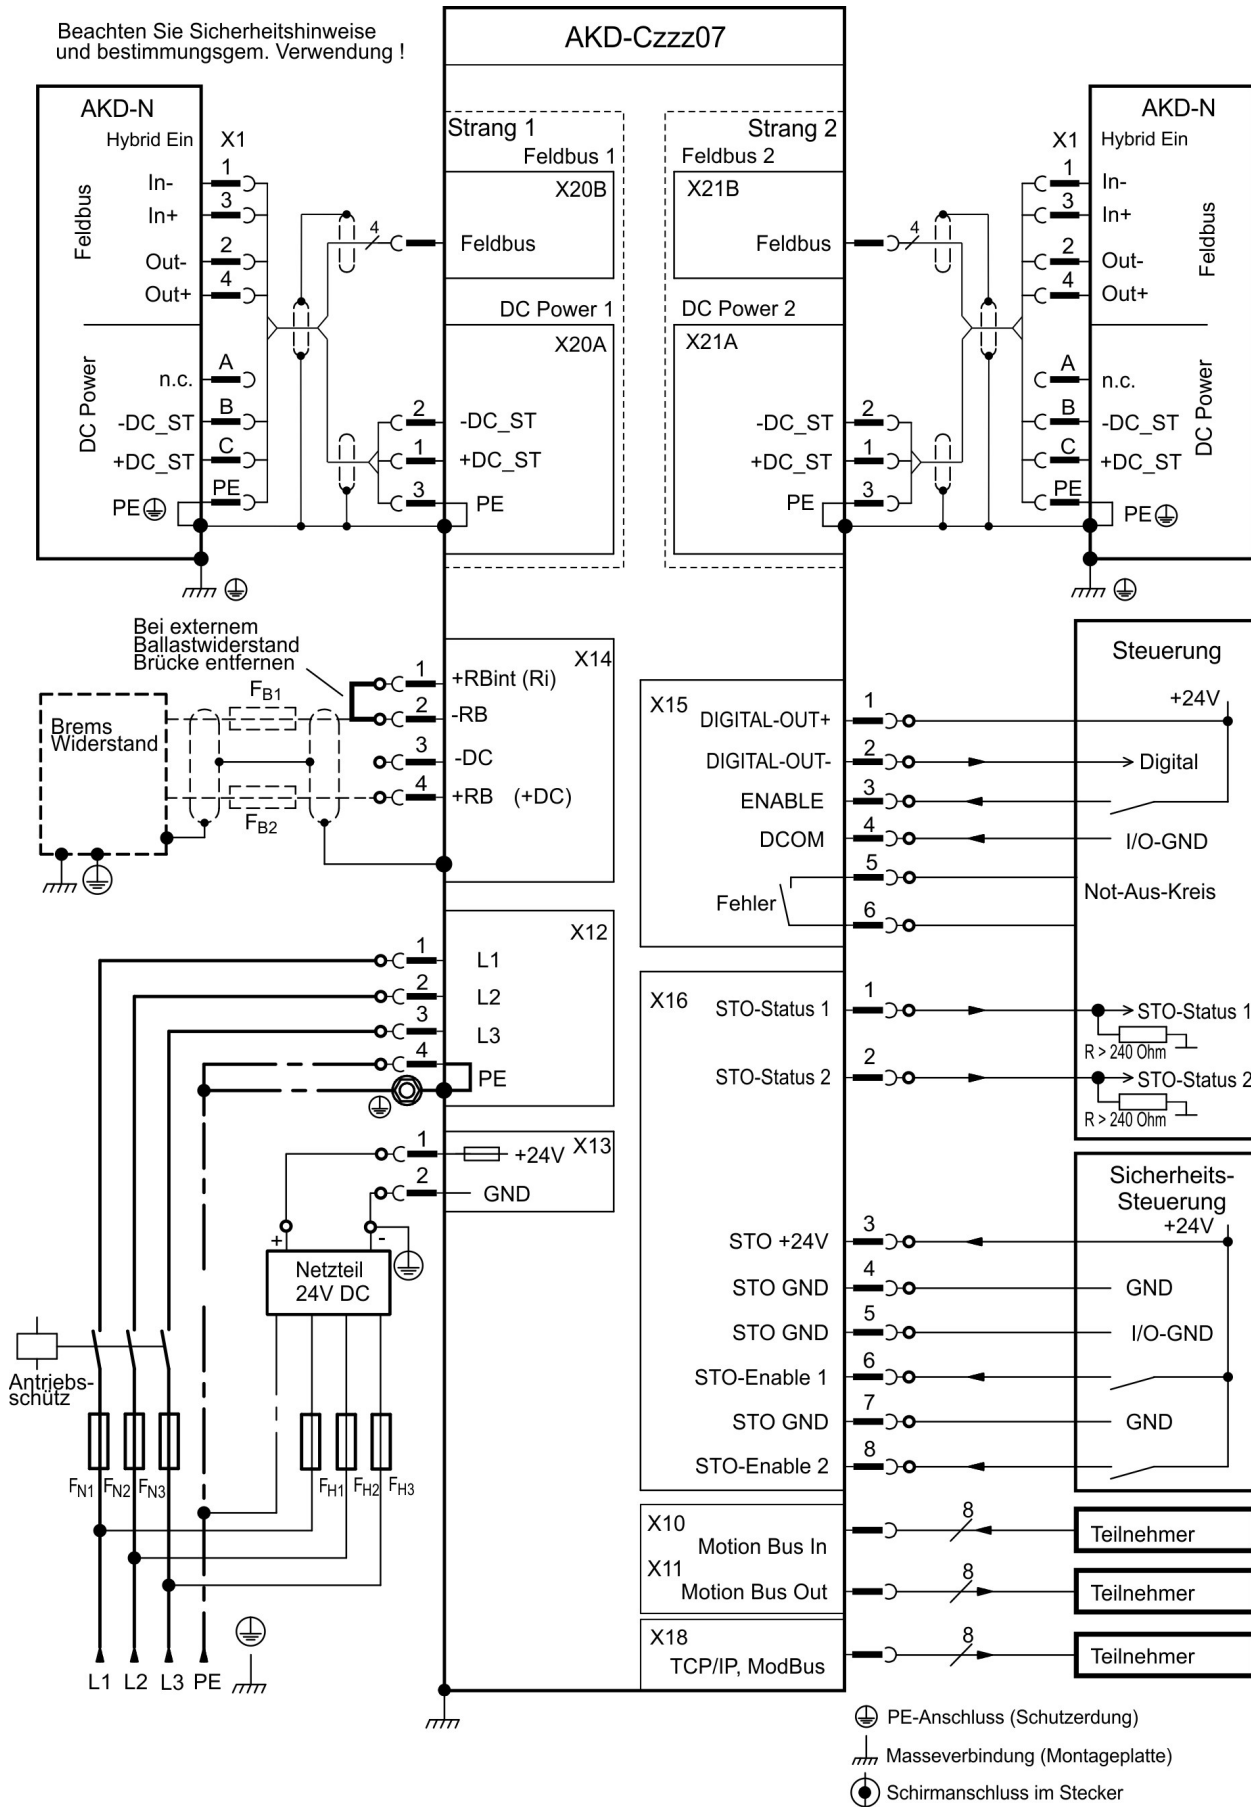 Beachten Sie Sicherheitshinweise
und bestimmungsgem. Verwendung !
AKD-Czzz07
AKD-N
Hybrid Ein
X1
Feldbus
In-
1
In+
3
Out-
2
Out+
4
DC Power
n.c.
A
-DC_ST
B
+DC_ST
C
PE
PE
4
Strang 1
Feldbus 1
X20B
Feldbus
DC Power 1
X20A
2
-DC_ST
1
+DC_ST
3
PE
Strang 2
Feldbus 2
X21B
Feldbus
4
DC Power 2
X21A
-DC_ST
2
+DC_ST
1
PE
3
AKD-N
X1
Hybrid Ein
1
In-
3
In+
2
Out-
4
Out+
Feldbus
A
n.c.
B
-DC_ST
C
+DC_ST
PE
PE
DC Power
Bei externem
Ballastwiderstand
Brücke entfernen
Brems
Widerstand
FB1
FB2
X14
1
+RBint (Ri)
2
-RB
3
-DC
4
+RB (+DC)
X12
1
L1
2
L2
3
L3
4
PE
X13
1
+24V
2
GND
+
-
Netzteil
24V DC
Antriebs-
schütz
FN1
FN2
FN3
FH1
FH2
FH3
L1 L2 L3 PE
X15
DIGITAL-OUT+
1
DIGITAL-OUT-
2
ENABLE
3
DCOM
4
5
Fehler
6
Steuerung
+24V
Digital
I/O-GND
Not-Aus-Kreis
X16
STO-Status 1
1
STO-Status 1
R > 240 Ohm
STO-Status 2
2
STO-Status 2
R > 240 Ohm
Sicherheits-
Steuerung
+24V
STO +24V
3
STO GND
4
GND
STO GND
5
I/O-GND
STO-Enable 1
6
STO GND
7
GND
STO-Enable 2
8
X10
Motion Bus In
8
Teilnehmer
X11
Motion Bus Out
8
Teilnehmer
X18
TCP/IP, ModBus
8
Teilnehmer
PE-Anschluss (Schutzerdung)
Masseverbindung (Montageplatte)
Schirmanschluss im Stecker